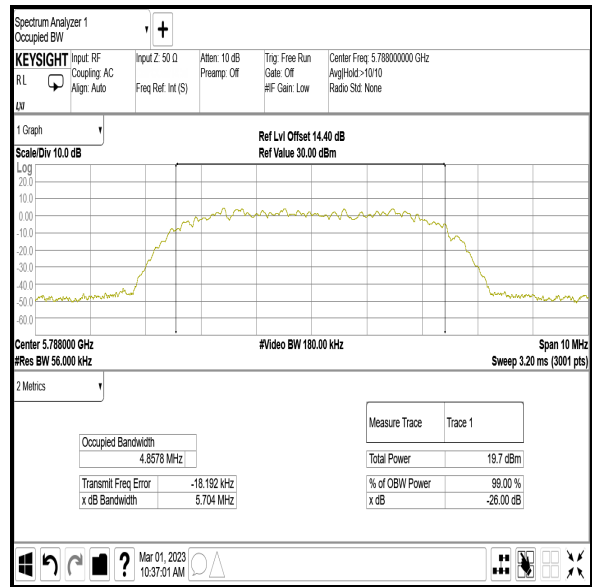 Spectrum Analyzer 1
Occupied BW
+
KEYSIGHT Input: RF Input Z: 50 Ω Atten: 10 dB Trig: Free Run Center Freq: 5.788000000 GHz
RL Coupling: AC Preamp: Off Gate: Off Avg|Hold:>10/10
Align: Auto Freq Ref: Int (S) #IF Gain: Low Radio Std: None
LXI
1 Graph
Ref Lvl Offset 14.40 dB
Scale/Div 10.0 dB Ref Value 30.00 dBm
Log
20.0
10.0
0.00
-10.0
-20.0
-30.0
-40.0
-50.0
-60.0
Center 5.788000 GHz #Video BW 180.00 kHz Span 10 MHz
#Res BW 56.000 kHz Sweep 3.20 ms (3001 pts)
2 Metrics
Measure Trace Trace 1
Occupied Bandwidth
4.8578 MHz Total Power 19.7 dBm
Transmit Freq Error -18.192 kHz % of OBW Power 99.00 %
x dB Bandwidth 5.704 MHz x dB -26.00 dB
? Mar 01, 2023
10:37:01 AM